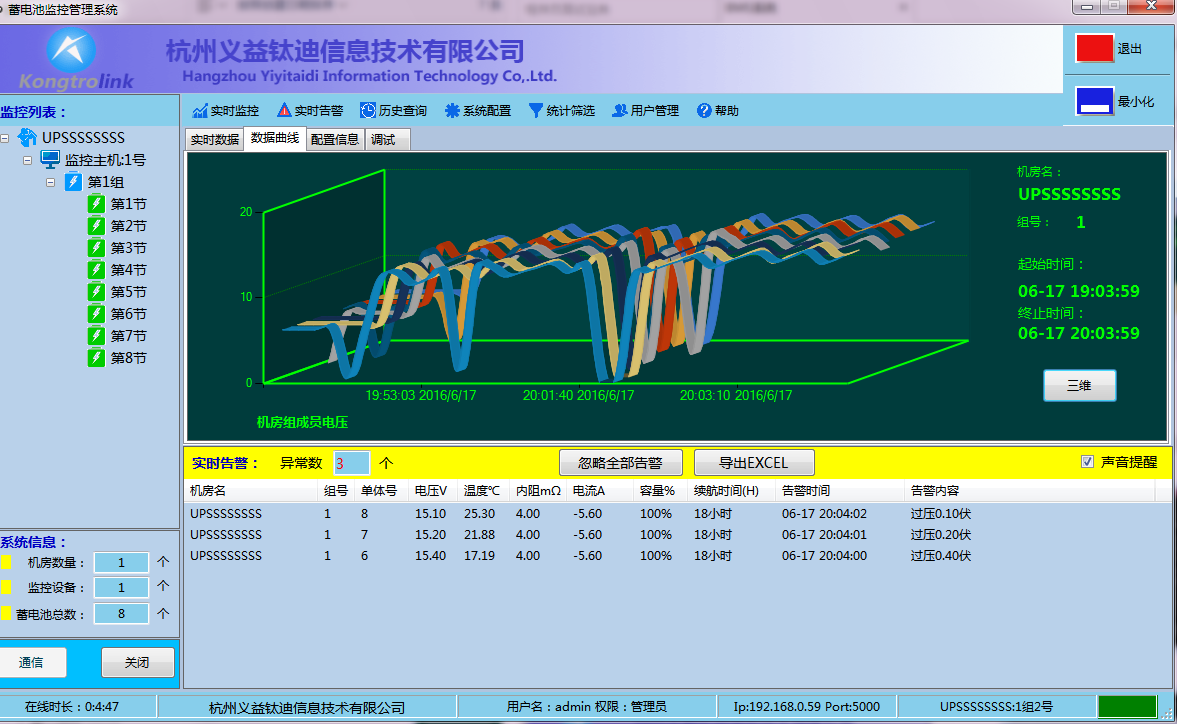 蓄电池监控管理系统
Kongtrolink
杭州义益钛迪信息技术有限公司
Hangzhou Yiyitaidi Information Technology Co,.Ltd.
退出
最小化
监控列表：
UPSSSSSSSS
监控主机:1号
第1组
第1节
第2节
第3节
第4节
第5节
第6节
第7节
第8节
实时监控 实时告警 历史查询 系统配置 统计筛选 用户管理 帮助
实时数据 数据曲线 配置信息 调试
20
10
0
19:53:03 2016/6/17 20:01:40 2016/6/17 20:03:10 2016/6/17
机房组成员电压
机房名：
UPSSSSSSSS
组号： 1
起始时间：
06-17 19:03:59
终止时间：
06-17 20:03:59
三维
实时告警： 异常数 3 个 忽略全部告警 导出EXCEL 声音提醒
机房名 组号 单体号 电压V 温度℃ 内阻mΩ 电流A 容量% 续航时间(H) 告警时间 告警内容
UPSSSSSSSS 1 8 15.10 25.30 4.00 -5.60 100% 18小时 06-17 20:04:02 过压0.10伏
UPSSSSSSSS 1 7 15.20 21.88 4.00 -5.60 100% 18小时 06-17 20:04:01 过压0.20伏
UPSSSSSSSS 1 6 15.40 17.19 4.00 -5.60 100% 18小时 06-17 20:04:00 过压0.40伏
系统信息：
机房数量： 1 个
监控设备： 1 个
蓄电池总数： 8 个
通信 关闭
在线时长：0:4:47 杭州义益钛迪信息技术有限公司 用户名：admin 权限：管理员 Ip:192.168.0.59 Port:5000 UPSSSSSSSS:1组2号